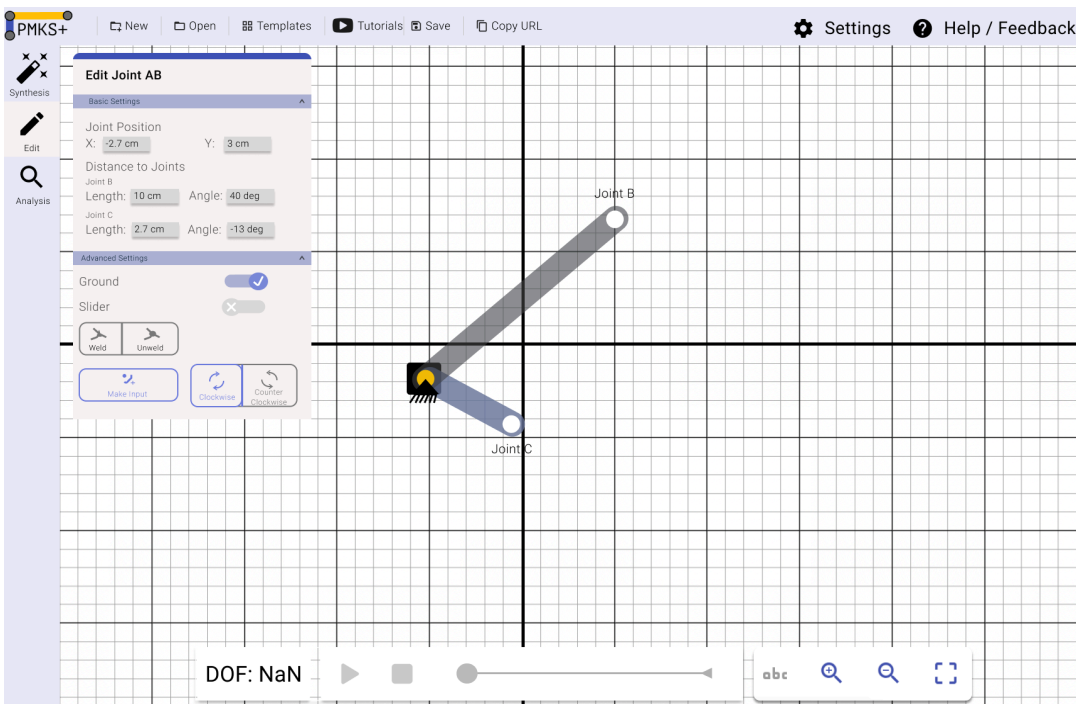 PMKS+ New Open Templates Tutorials Save Copy URL Settings Help / Feedback
Synthesis
Edit
Analysis
Edit Joint AB
Basic Settings
Joint Position
X: -2.7 cm Y: 3 cm
Distance to Joints
Joint B
Length: 10 cm Angle: 40 deg
Joint C
Length: 2.7 cm Angle: -13 deg
Advanced Settings
Ground
Slider
Weld Unweld
Make Input Clockwise Counter
Clockwise
Joint B
Joint C
DOF: NaN
abc